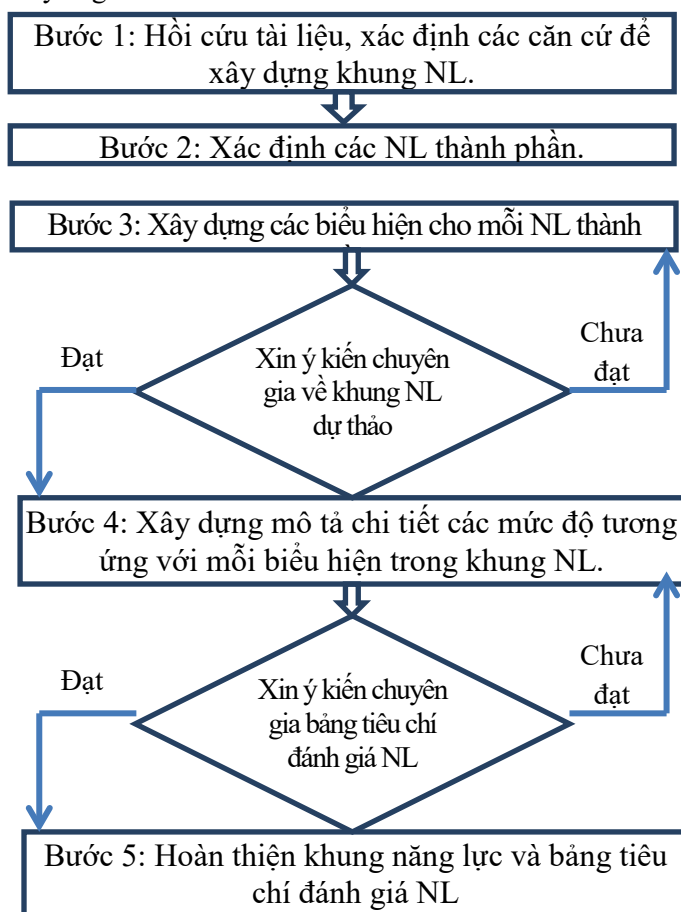 Bước 1: Hồi cứu tài liệu, xác định các căn cứ để
xây dựng khung NL.
Bước 2: Xác định các NL thành phần.
Bước 3: Xây dựng các biểu hiện cho mỗi NL thành
Xin ý kiến chuyên
gia về khung NL
dự thảo
Đạt
Chưa
đạt
Bước 4: Xây dựng mô tả chi tiết các mức độ tương
ứng với mỗi biểu hiện trong khung NL.
Xin ý kiến chuyên
gia bảng tiêu chí
đánh giá NL
Đạt
Chưa
đạt
Bước 5: Hoàn thiện khung năng lực và bảng tiêu
chí đánh giá NL